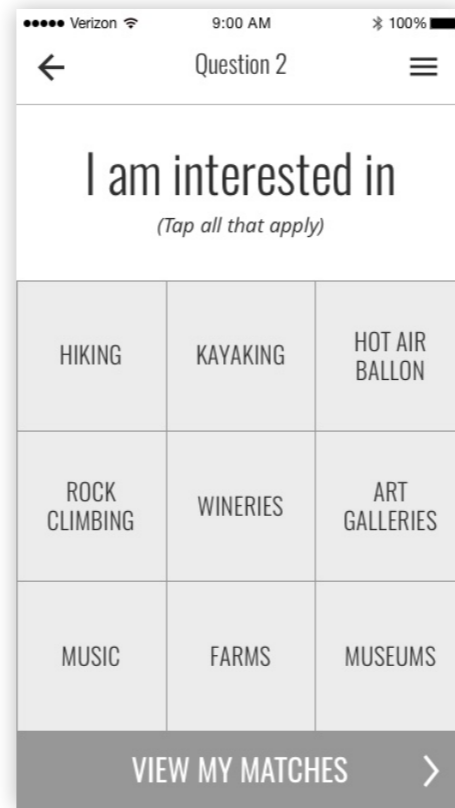 Verizon 9:00 AM 100%
Question 2
I am interested in
(Tap all that apply)
HIKING
KAYAKING
HOT AIR
BALLON
ROCK
CLIMBING
WINERIES
ART
GALLERIES
MUSIC
FARMS
MUSEUMS
VIEW MY MATCHES